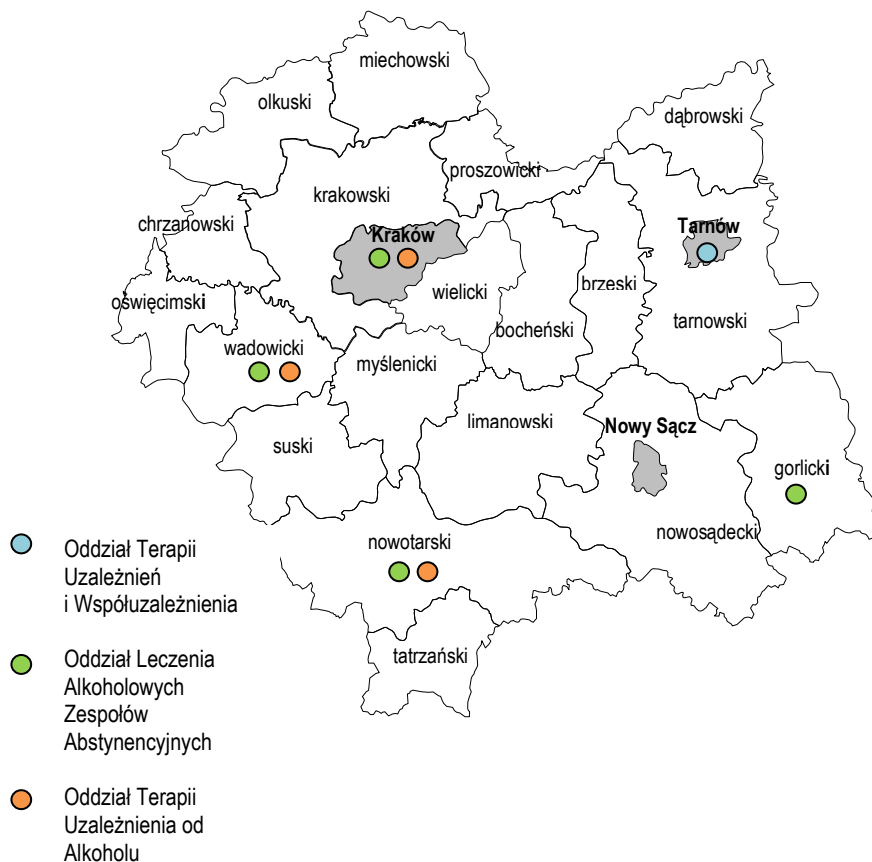 miechowski
olkuski
dąbrowski
proszowicki
krakowski
chrzanowski
Tarnów
Kraków
brzeski
wielicki
oświęcimski
bocheński
tarnowski
wadowicki
myślenicki
limanowski
Nowy Sącz
suski
gorlicki
nowosądecki
nowotarski
tatrzański
Oddział Terapii
Uzależnień
i Współuzależnienia
Oddział Leczenia
Alkoholowych
Zespołów
Abstynencyjnych
Oddział Terapii
Uzależnienia od
Alkoholu